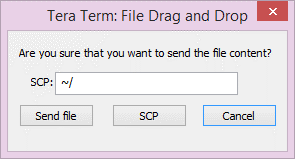 Tera Term: File Drag and Drop
Are you sure that you want to send the file content?
SCP: ~/
Send file SCP Cancel